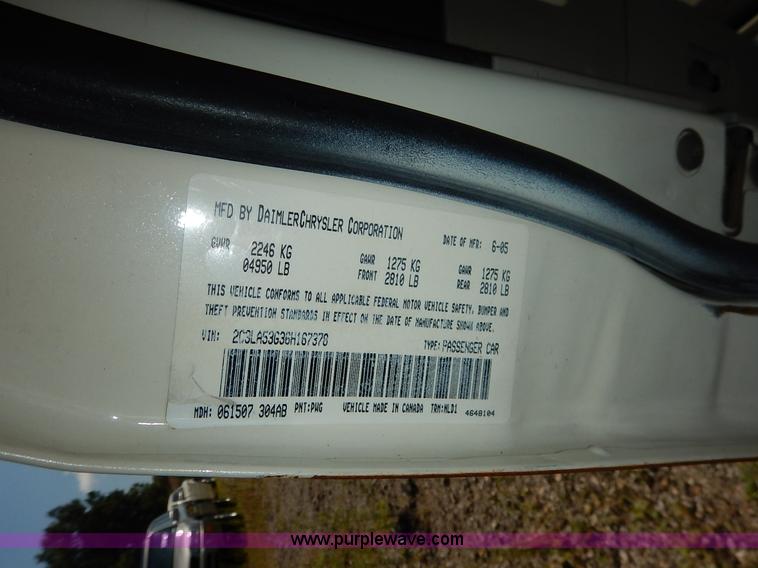 MFD BY DAIMLERCHRYSLER CORPORATION DATE OF MFR: 6-05
GVWR 2246 KG GAWR 1275 KG GAWR 1275 KG
04950 LB FRONT 2810 LB REAR 2810 LB
THIS VEHICLE CONFORMS TO ALL APPLICABLE FEDERAL MOTOR VEHICLE SAFETY, BUMPER AND
THEFT PREVENTION STANDARDS IN EFFECT ON THE DATE OF MANUFACTURE SHOWN ABOVE.
VIN: TYPE: PASSENGER CAR
MDH: 061507 304AB PNT: PWG VEHICLE MADE IN CANADA TRM: NLD1 4648104
www.purplewave.com